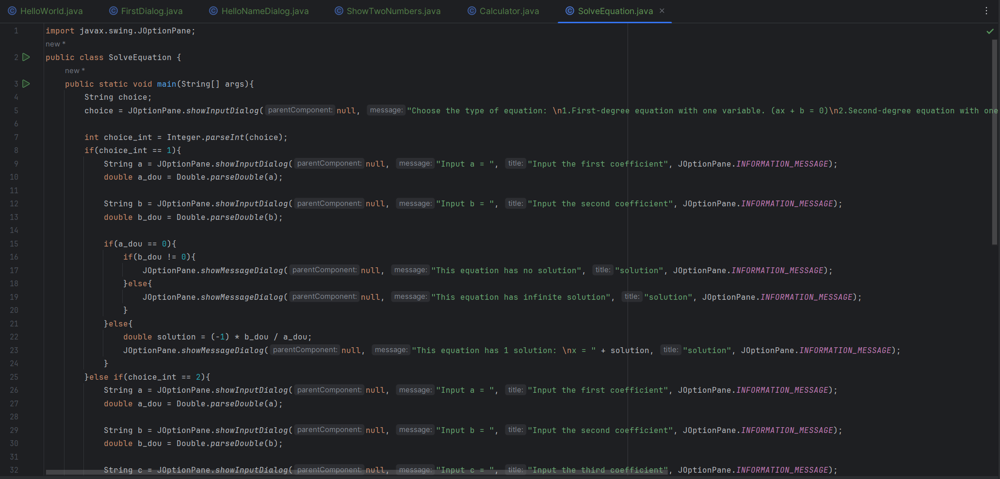 HelloWorld.java FirstDialog.java HelloNameDialog.java ShowTwoNumbers.java Calculator.java SolveEquation.java
1 import javax.swing.JOptionPane;
new *
2 public class SolveEquation {
new *
3 public static void main(String[] args){
4 String choice;
5 choice = JOptionPane.showInputDialog( parentComponent: null, message: "Choose the type of equation: \n1.First-degree equation with one variable. (ax + b = 0)\n2.Second-degree equation with one
6
7 int choice_int = Integer.parseInt(choice);
8 if(choice_int == 1){
9 String a = JOptionPane.showInputDialog( parentComponent: null, message: "Input a = ", title: "Input the first coefficient", JOptionPane.INFORMATION_MESSAGE);
10 double a_dou = Double.parseDouble(a);
11
12 String b = JOptionPane.showInputDialog( parentComponent: null, message: "Input b = ", title: "Input the second coefficient", JOptionPane.INFORMATION_MESSAGE);
13 double b_dou = Double.parseDouble(b);
14
15 if(a_dou == 0){
16 if(b_dou != 0){
17 JOptionPane.showMessageDialog( parentComponent: null, message: "This equation has no solution", title: "solution", JOptionPane.INFORMATION_MESSAGE);
18 }else{
19 JOptionPane.showMessageDialog( parentComponent: null, message: "This equation has infinite solution", title: "solution", JOptionPane.INFORMATION_MESSAGE);
20 }
21 }else{
22 double solution = (-1) * b_dou / a_dou;
23 JOptionPane.showMessageDialog( parentComponent: null, message: "This equation has 1 solution: \nx = " + solution, title: "solution", JOptionPane.INFORMATION_MESSAGE);
24 }
25 }else if(choice_int == 2){
26 String a = JOptionPane.showInputDialog( parentComponent: null, message: "Input a = ", title: "Input the first coefficient", JOptionPane.INFORMATION_MESSAGE);
27 double a_dou = Double.parseDouble(a);
28
29 String b = JOptionPane.showInputDialog( parentComponent: null, message: "Input b = ", title: "Input the second coefficient", JOptionPane.INFORMATION_MESSAGE);
30 double b_dou = Double.parseDouble(b);
31
32 String c = JOptionPane.showInputDialog( parentComponent: null, message: "Input c = ", title: "Input the third coefficient", JOptionPane.INFORMATION_MESSAGE);